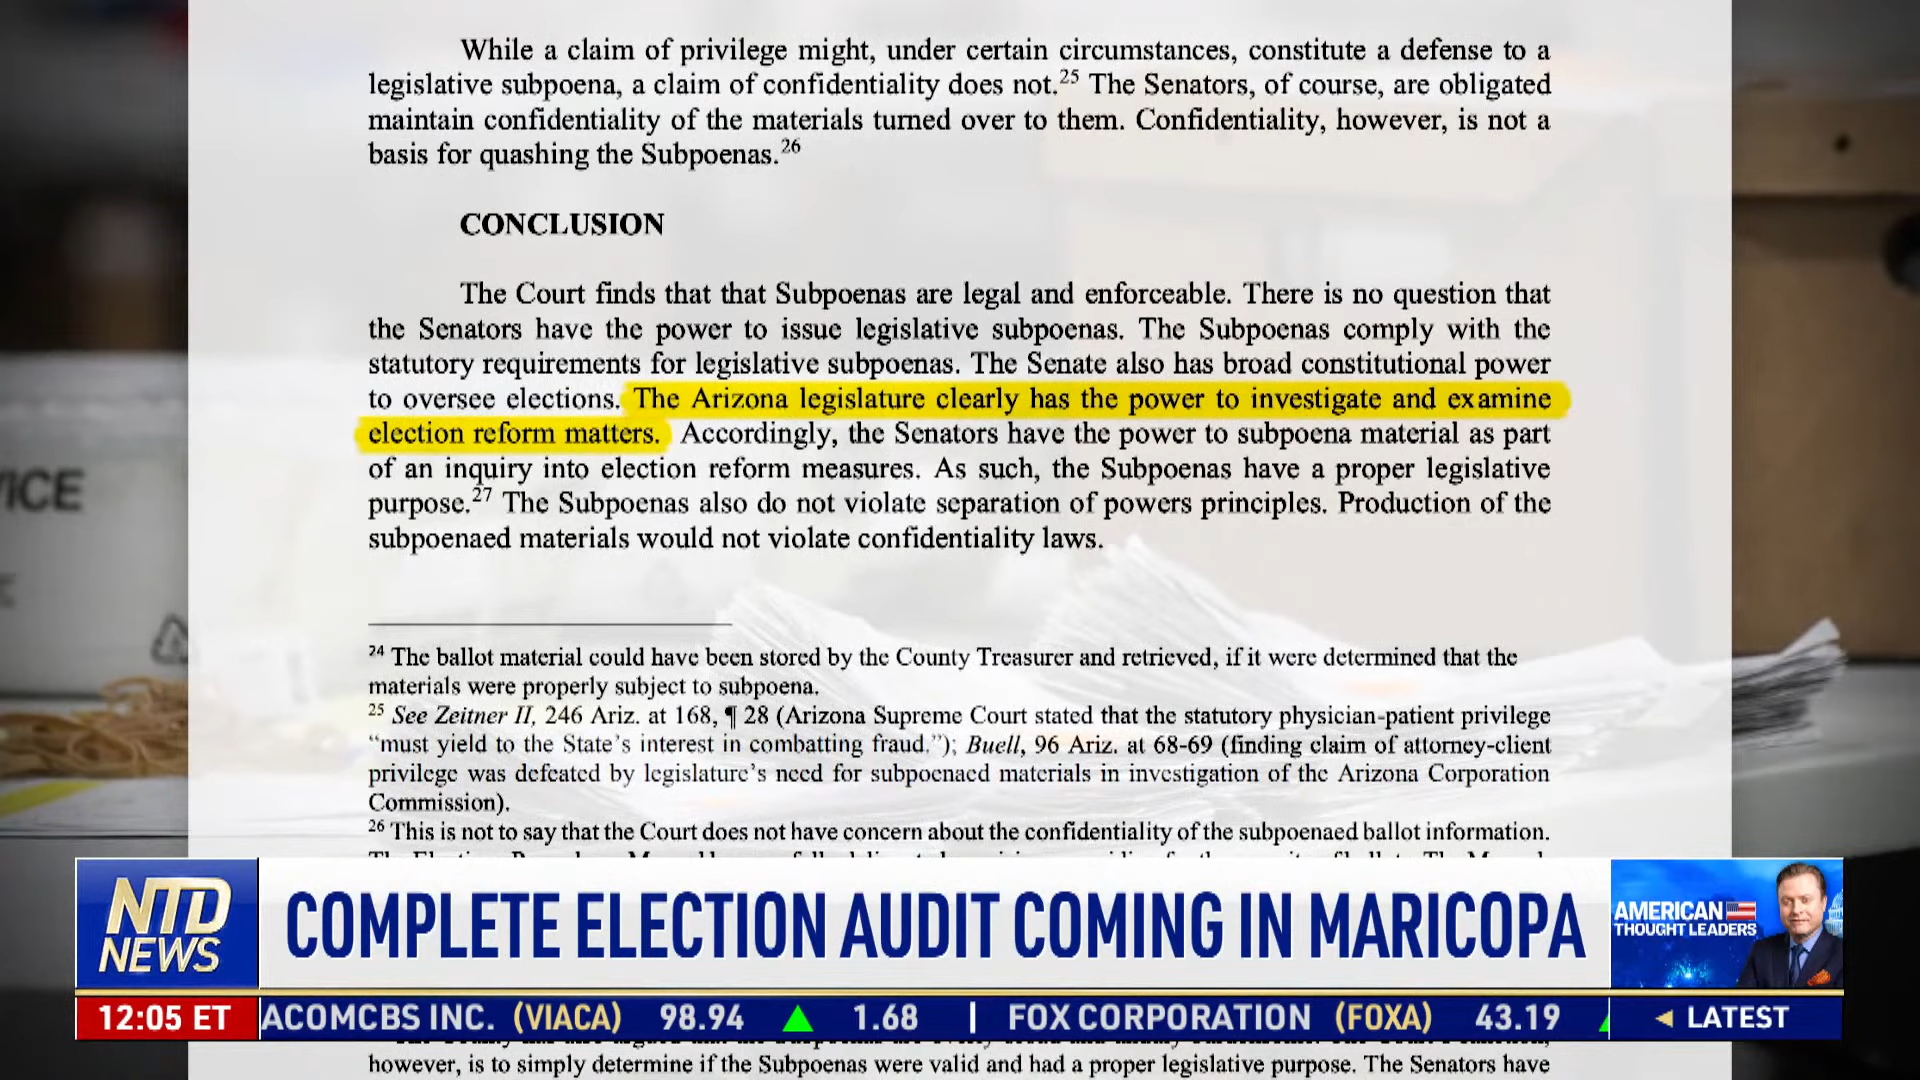 While a claim of privilege might, under certain circumstances, constitute a defense to a
legislative subpoena, a claim of confidentiality does not.25 The Senators, of course, are obligated
maintain confidentiality of the materials turned over to them. Confidentiality, however, is not a
basis for quashing the Subpoenas.26
CONCLUSION
The Court finds that that Subpoenas are legal and enforceable. There is no question that
the Senators have the power to issue legislative subpoenas. The Subpoenas comply with the
statutory requirements for legislative subpoenas. The Senate also has broad constitutional power
to oversee elections. The Arizona legislature clearly has the power to investigate and examine
election reform matters. Accordingly, the Senators have the power to subpoena material as part
of an inquiry into election reform measures. As such, the Subpoenas have a proper legislative
purpose.27 The Subpoenas also do not violate separation of powers principles. Production of the
subpoenaed materials would not violate confidentiality laws.
24 The ballot material could have been stored by the County Treasurer and retrieved, if it were determined that the
materials were properly subject to subpoena.
25 See Zeitner II, 246 Ariz. at 168, ¶ 28 (Arizona Supreme Court stated that the statutory physician-patient privilege
“must yield to the State’s interest in combatting fraud.”); Buell, 96 Ariz. at 68-69 (finding claim of attorney-client
privilege was defeated by legislature’s need for subpoenaed materials in investigation of the Arizona Corporation
Commission).
26 This is not to say that the Court does not have concern about the confidentiality of the subpoenaed ballot information.
NTD
NEWS
COMPLETE ELECTION AUDIT COMING IN MARICOPA
AMERICAN
THOUGHT LEADERS
12:05 ET
ACOMCBS INC. (VIACA) 98.94 ▲ 1.68 | FOX CORPORATION (FOXA) 43.19
◄ LATEST
however, is to simply determine if the Subpoenas were valid and had a proper legislative purpose. The Senators have